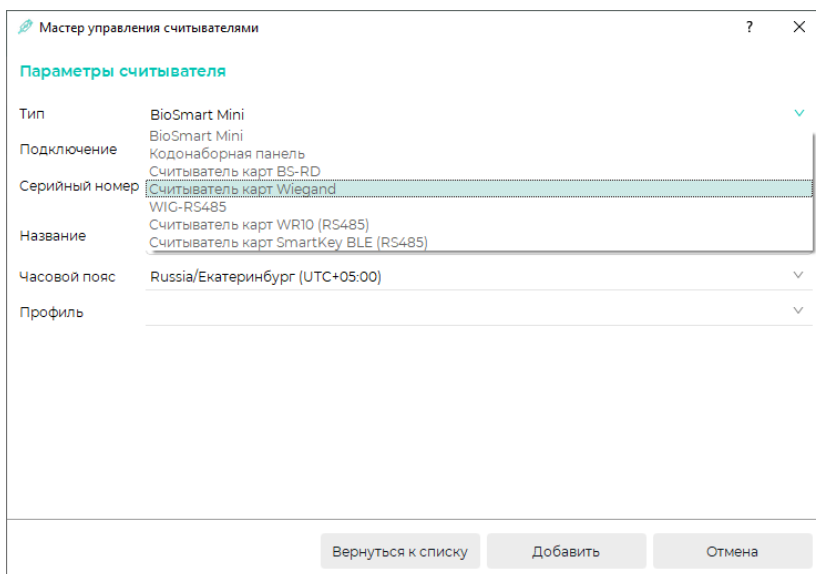 Мастер управления считывателями
?
Параметры считывателя
Тип
BioSmart Mini
BioSmart Mini
Подключение
Кодонаборная панель
Считыватель карт BS-RD
Серийный номер
Считыватель карт Wiegand
WIG-RS485
Считыватель карт WR10 (RS485)
Название
Считыватель карт SmartKey BLE (RS485)
Часовой пояс
Russia/Екатеринбург (UTC+05:00)
Профиль
Вернуться к списку
Добавить
Отмена